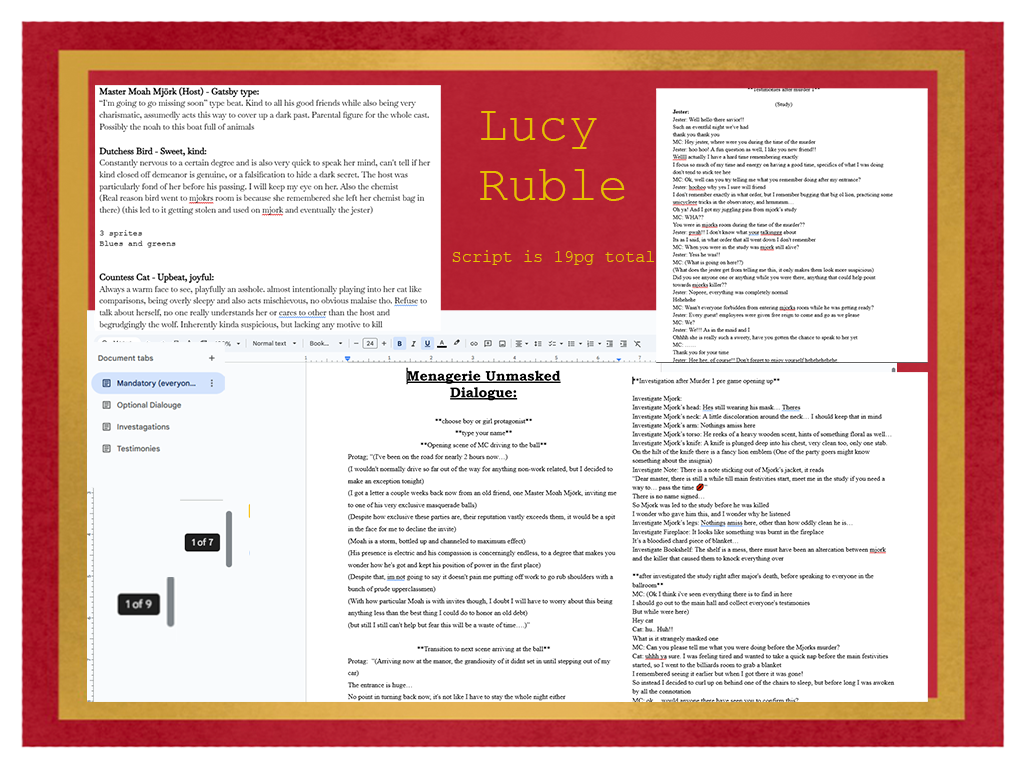 Master Moah Mjörk (Host) - Gatsby type:
"I'm going to go missing soon" type beat. Kind to all his good friends while also being very
charismatic, assumedly acts this way to cover up a dark past. Parental figure for the whole cast.
Possibly the noah to this boat full of animals
Dutchess Bird - Sweet, kind:
Constantly nervous to a certain degree and is also very quick to speak her mind, can't tell if her
kind closed off demeanor is genuine, or a falsification to hide a dark secret. The host was
particularly fond of her before his passing. I will keep my eye on her. Also the chemist
(Real reason bird went to mjokrs room is because she remembered she left her chemist bag in
there) (this led to it getting stolen and used on mjork and eventually the jester)
3 sprites
Blues and greens
Countess Cat - Upbeat, joyful:
Always a warm face to see, playfully an asshole. almost intentionally playing into her cat like
comparisons, being overly sleepy and also acts mischievous, no obvious malaise tho. Refuse to
talk about herself, no one really understands her or cares to other than the host and
begrudgingly the wolf. Inherently kinda suspicious, but lacking any motive to kill
Lucy
Ruble
Script is 19pg total
**Testimonies after murder 1**
(Study)
Jester:
Jester: Well hello there savior!!
Such an eventful night we've had
thank you thank you
MC: Hey jester, where were you during the time of the murder
Jester: hoo hoo! A fun question as well, I like you new friend!!
Wellll actually I have a hard time remembering exactly.
I focus so much of my time and energy on having a good time, specifics of what I was doing
don't tend to stick tee hee
MC: Ok, well can you try telling me what you remember doing after my entrance?
Jester: hoohoo why yes I sure will friend
I don't remember exactly in what order, but I remember bugging that big ol lion, practicing some
unicyclere tricks in the observatory, and hmmmm…
Oh ya! And I got my juggling pins from mjork's study
MC: WHA??
You were in mjorks room during the time of the murder??
Jester: pwsh!! I don't know what your talkinggg about
Its as I said, in what order that all went down I don't remember
MC: When you were in the study was mjork still alive?
Jester: Yess he was!!
MC: (What is going on here!?)
(What does the jester get from telling me this, it only makes them look more suspicious)
Did you see anyone one or anything while you were there, anything that could help point
towards mjorks killer??
Jester: Nopeee, everything was completely normal
Hehehehe
MC: Wasn't everyone forbidden from entering mjorks room while he was getting ready?
Jester: Every guest! employees were given free reign to come and go as we please
MC: We?
Jester: We!!! As in the maid and I
Ohhhh she is really such a sweety, have you gotten the chance to speak to her yet
MC: ……
Thank you for your time
Jester: Hee hee, of course!! Don't forget to enjoy yourself hehehehehehe
Normal text
Book...
24
Document tabs
Mandatory (everyon...
Optional Dialouge
Investagations
Testimonies
1 of 7
1 of 9
Menagerie Unmasked
Dialogue:
**choose boy or girl protagonist**
**type your name**
**Opening scene of MC driving to the ball**
Protag; "(I've been on the road for nearly 2 hours now…)
(I wouldn't normally drive so far out of the way for anything non-work related, but I decided to
make an exception tonight)
(I got a letter a couple weeks back now from an old friend, one Master Moah Mjörk, inviting me
to one of his very exclusive masquerade balls)
(Despite how exclusive these parties are, their reputation vastly exceeds them, it would be a spit
in the face for me to decline the invite)
(Moah is a storm, bottled up and channeled to maximum effect)
(His presence is electric and his compassion is concerningly endless, to a degree that makes you
wonder how he's got and kept his position of power in the first place)
(Despite that, im not going to say it doesn't pain me putting off work to go rub shoulders with a
bunch of prude upperclassmen)
(With how particular Moah is with invites though, I doubt I will have to worry about this being
anything less than the best thing I could do to honor an old debt)
(but still I still can't help but fear this will be a waste of time….)"
**Transition to next scene arriving at the ball**
Protag: "(Arriving now at the manor, the grandiosity of it didnt set in until stepping out of my
car)
The entrance is huge…
No point in turning back now, it's not like I have to stay the whole night either
**Investigation after Murder 1 pre game opening up**
Investigate Mjork:
Investigate Mjork's head: Hes still wearing his mask… Theres
Investigate Mjork's neck: A little discoloration around the neck… I should keep that in mind
Investigate Mjork's arm: Nothings amiss here
Investigate Mjork's torso: He reeks of a heavy wooden scent, hints of something floral as well…
Investigate Mjork's knife: A knife is plunged deep into his chest, very clean too, only one stab.
On the hilt of the knife there is a fancy lion emblem (One of the party goers might know
something about the insignia)
Investigate Note: There is a note sticking out of Mjork's jacket, it reads
"Dear master, there is still a while till main festivities start, meet me in the study if you need a
way to… pass the time 💋"
There is no name signed…
So Mjork was led to the study before he was killed
I wonder who gave him this, and I wonder why he listened
Investigate Mjork's legs: Nothings amiss here, other than how oddly clean he is…
Investigate Fireplace: It looks like something was burnt in the fireplace
It's a bloodied chard piece of blanket…
Investigate Bookshelf: The shelf is a mess, there must have been an altercation between mjork
and the killer that caused them to knock everything over
**after investigated the study right after major's death, before speaking to everyone in the
ballroom**
MC: (Ok I think i've seen everything there is to find in here
I should go out to the main hall and collect everyone's testimonies
But while were here)
Hey cat
Cat: hu.. Huh!!
What is it strangely masked one
MC: Can you please tell me what you were doing before the Mjorks murder?
Cat: uhhh ya sure. I was feeling tired and wanted to take a quick nap before the main festivities
started, so I went to the billiards room to grab a blanket
I remembered seeing it earlier but when I got there it was gone!
So instead I decided to curl up on behind one of the chairs to sleep, but before long I was awoken
by all the connotation
MC: ok… would anyone there have seen you to confirm this?